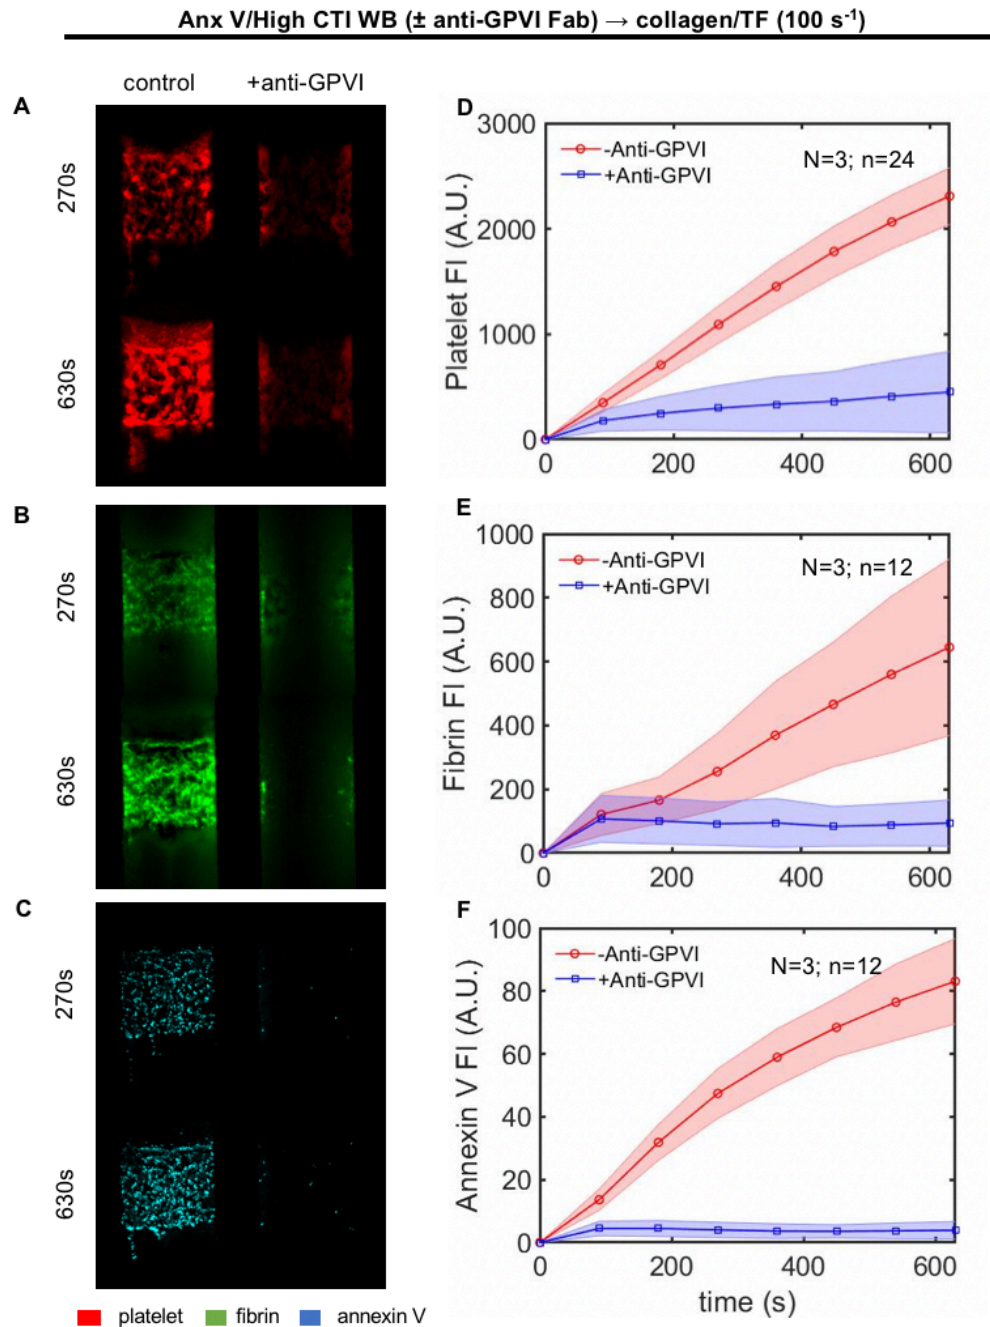 Anx V/High CTI WB (± anti-GPVI Fab) → collagen/TF (100 s⁻¹)
control +anti-GPVI
A
270s
630s
B
270s
630s
C
270s
630s
platelet fibrin annexin V
D
3000
2000
1000
0
Platelet FI (A.U.)
-Anti-GPVI
+Anti-GPVI
N=3; n=24
0 200 400 600
E
1000
800
600
400
200
0
Fibrin FI (A.U.)
-Anti-GPVI
+Anti-GPVI
N=3; n=12
0 200 400 600
F
100
80
60
40
20
0
Annexin V FI (A.U.)
-Anti-GPVI
+Anti-GPVI
N=3; n=12
0 200 400 600
time (s)